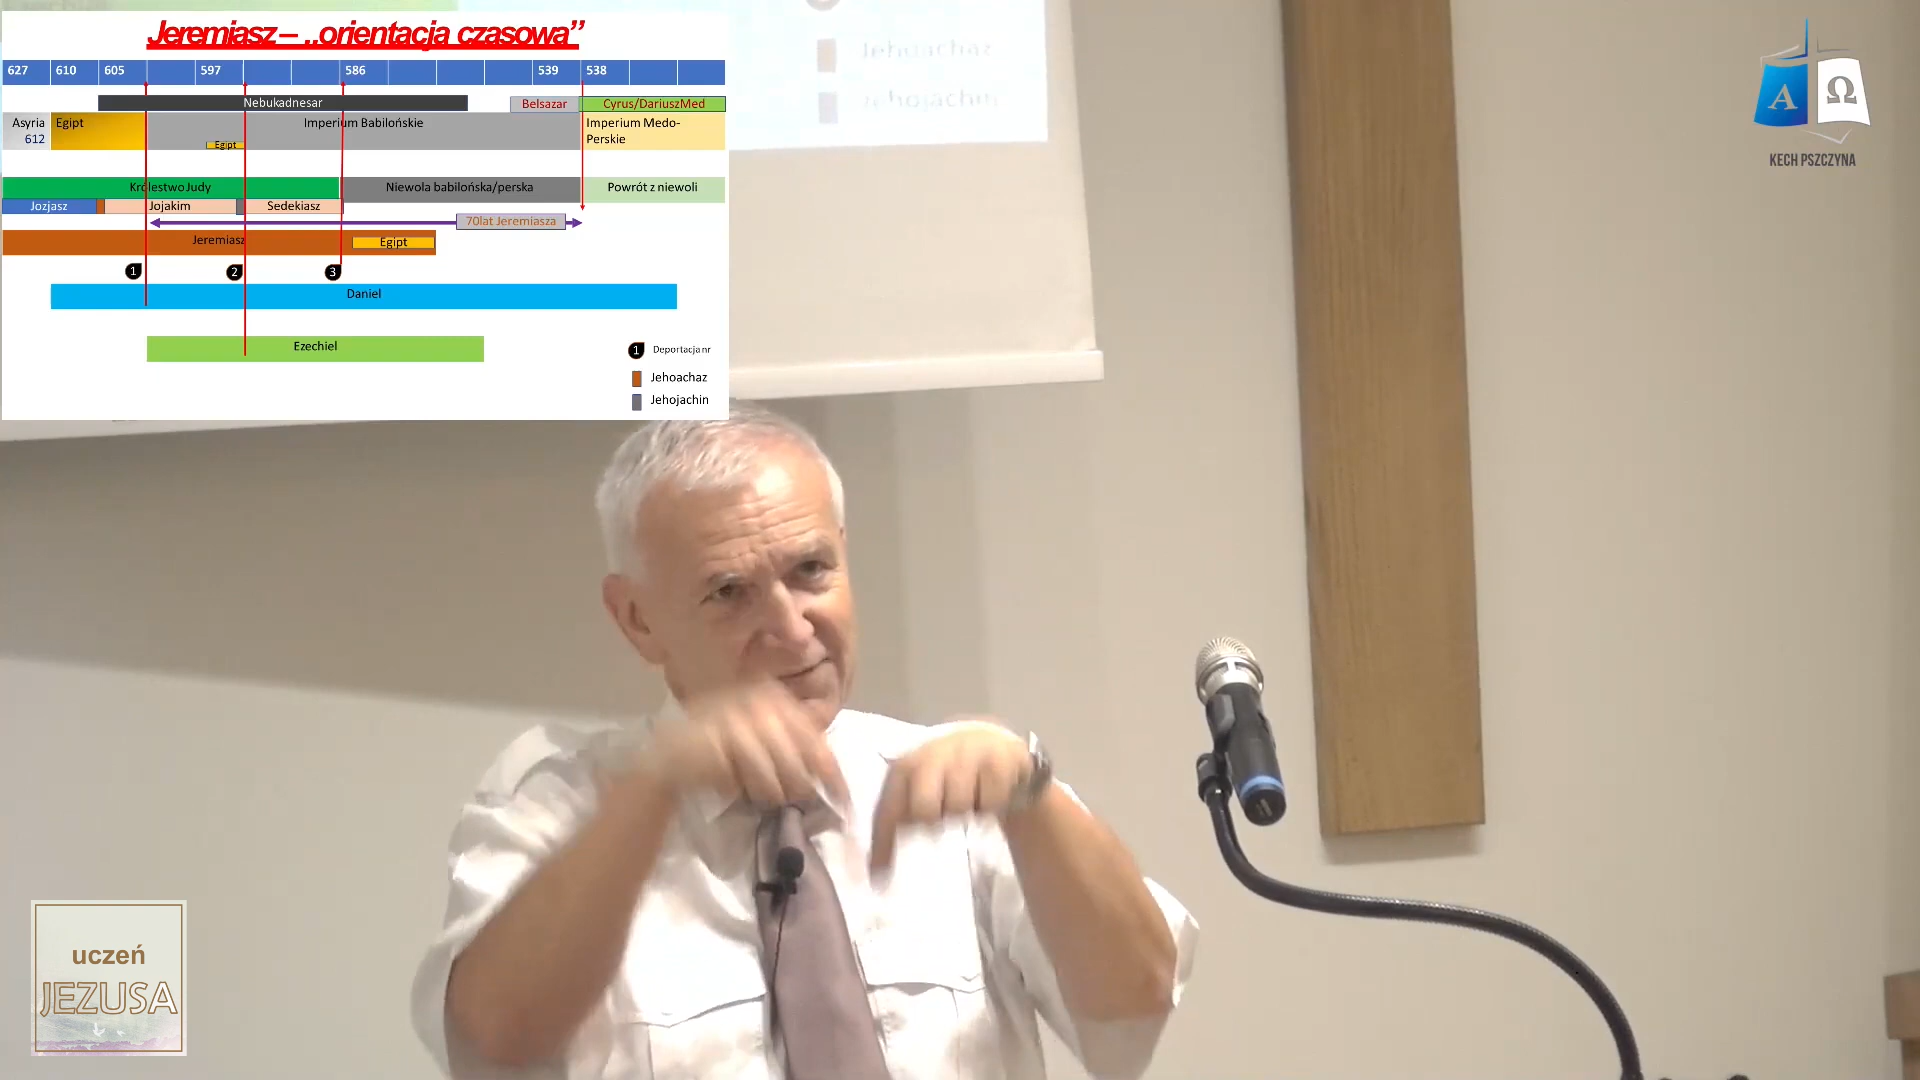 Jeremiasz – „orientacja czasowa”
627 610 605 597 586 539 538
Nebukadnesar
Belsazar
Cyrus/DariuszMed
Asyria
612
Egipt
Imperium Babilońskie
Egipt
Imperium Medo-
Perskie
Królestwo Judy
Niewola babilońska/perska
Powrót z niewoli
Jozjasz
Jojakim
Sedekiasz
70lat Jeremiasza
Jeremiasz
Egipt
1
2
3
Daniel
Ezechiel
1 Deportacja nr
Jehoachaz
Jehojachin
Jehoachaz
Jehojachin
A Ω
KECH PSZCZYNA
uczeń
JEZUSA